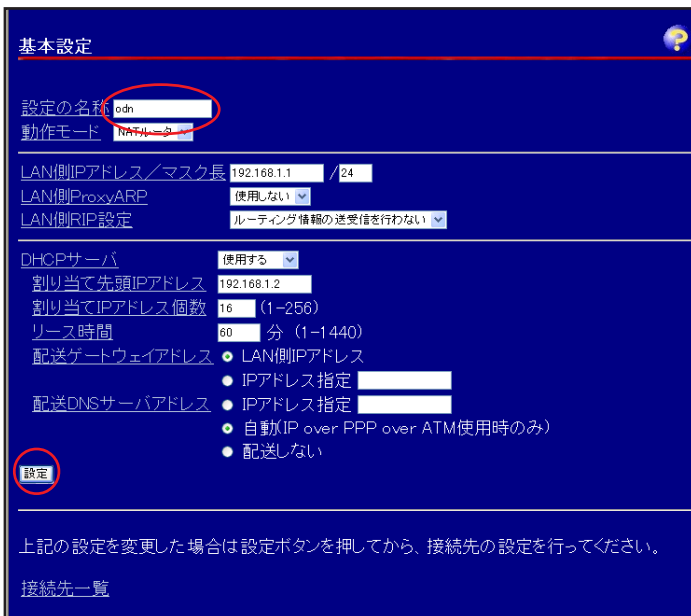 基本設定
設定の名称 odn
動作モード NATルータ
LAN側IPアドレス／マスク長 192.168.1.1 /24
LAN側ProxyARP 使用しない
LAN側RIP設定 ルーティング情報の送受信を行わない
DHCPサーバ 使用する
割り当て先頭IPアドレス 192.168.1.2
割り当てIPアドレス個数 16 (1-256)
リース時間 60 分 (1-1440)
配送ゲートウェイアドレス LAN側IPアドレス
IPアドレス指定
配送DNSサーバアドレス IPアドレス指定
自動(IP over PPP over ATM使用時のみ)
配送しない
設定
上記の設定を変更した場合は設定ボタンを押してから、接続先の設定を行ってください。
接続先一覧